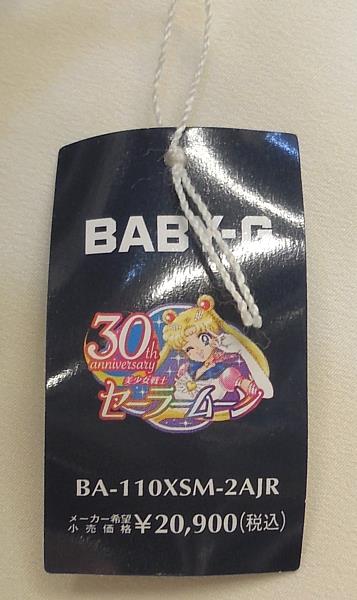 BABY-G
30th
anniversary
美少女戦士
セーラームーン
BA-110XSM-2AJR
メーカー希望
小売価格 ¥20,900(税込)